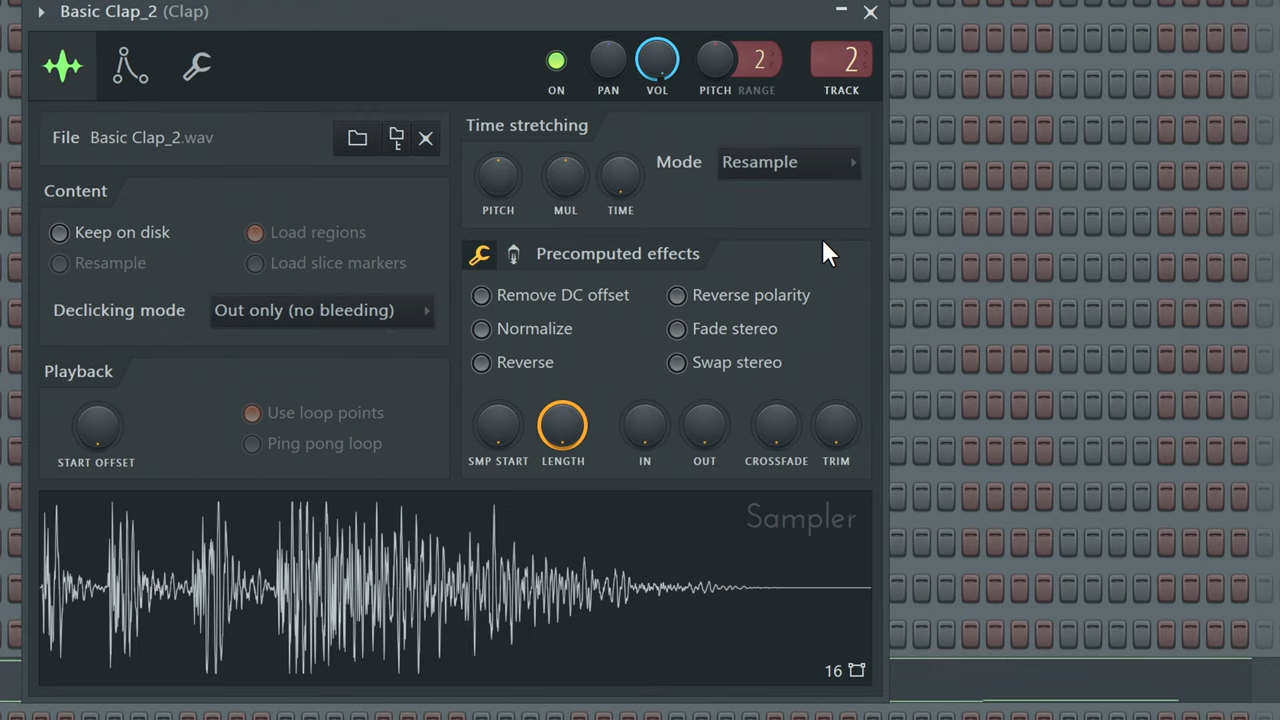 Basic Clap_2 (Clap)
2
2
ON
PAN
VOL
PITCH
RANGE
TRACK
File Basic Clap_2.wav
Time stretching
PITCH
MUL
TIME
Mode
Resample
Content
Keep on disk
Load regions
Resample
Load slice markers
Declicking mode
Out only (no bleeding)
Precomputed effects
Remove DC offset
Reverse polarity
Normalize
Fade stereo
Reverse
Swap stereo
Playback
Use loop points
Ping pong loop
START OFFSET
SMP START
LENGTH
IN
OUT
CROSSFADE
TRIM
Sampler
16